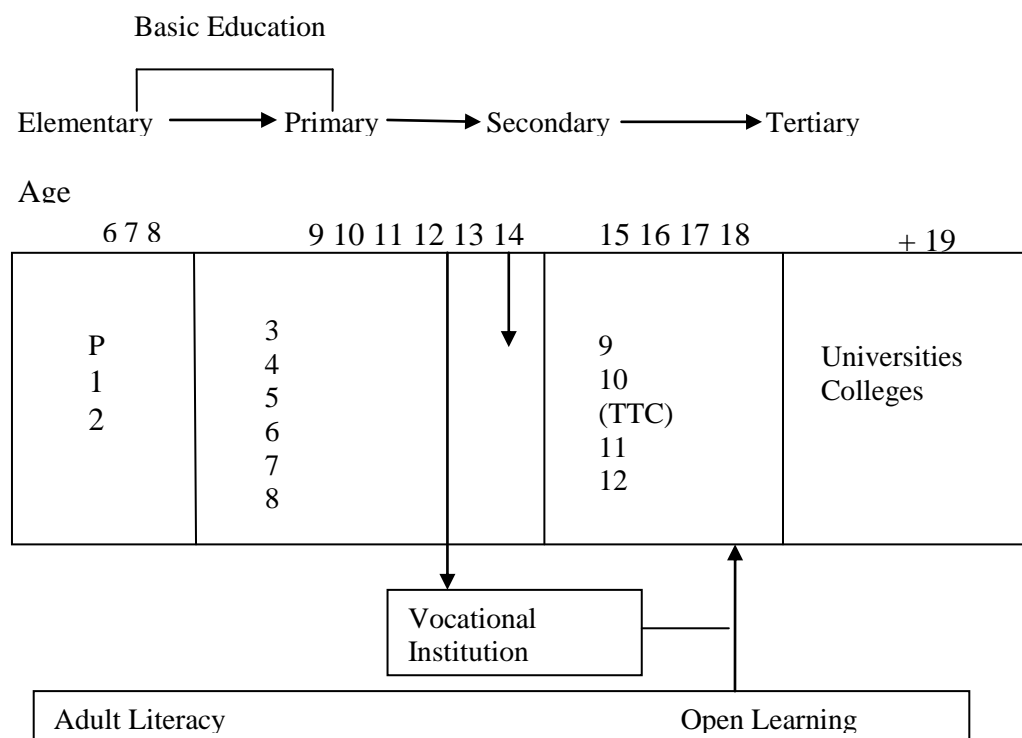 Basic Education
Elementary Primary Secondary Tertiary
Age
6 7 8 9 10 11 12 13 14 15 16 17 18 + 19
P
1
2
3
4
5
6
7
8
9
10
(TTC)
11
12
Universities
Colleges
Vocational
Institution
Adult Literacy Open Learning